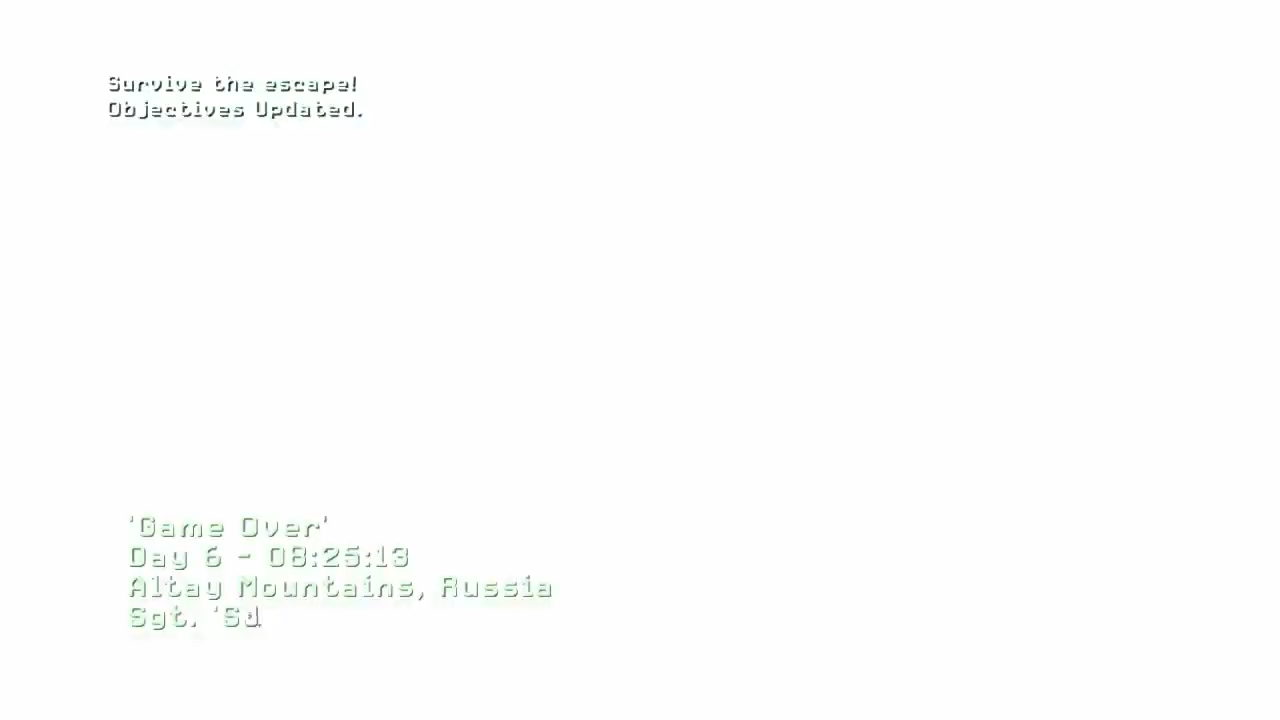 Survive the escape!
Objectives Updated.
'Game Over'
Day 6 - 08:25:13
Altay Mountains, Russia
Sgt. 'S